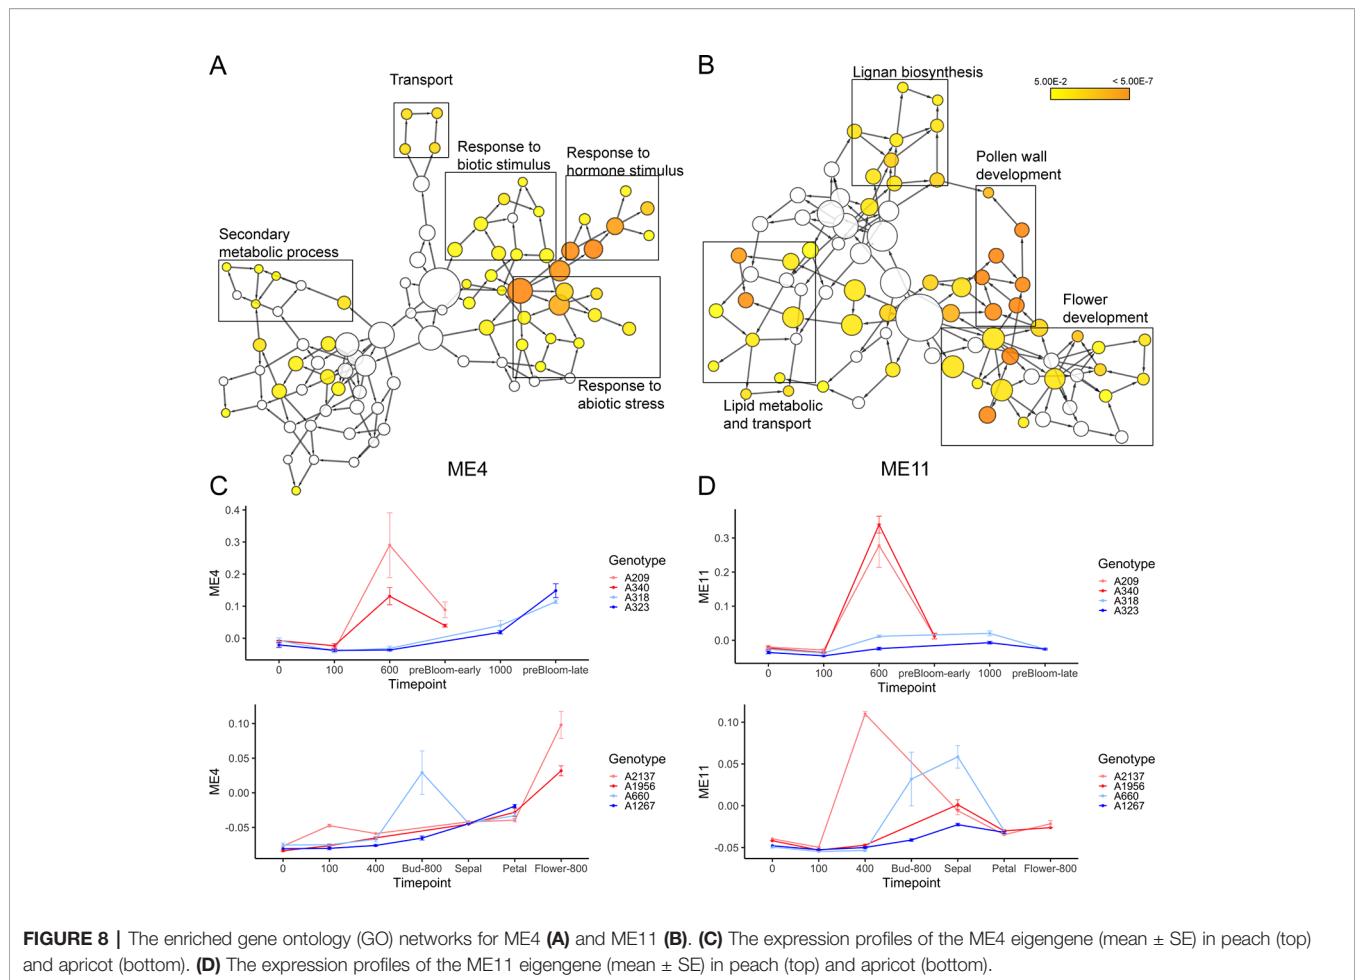 A
B
Transport
Lignan biosynthesis
5.00E-2
< 5.00E-7
Response to
biotic stimulus
Response to
hormone stimulus
Pollen wall
development
Secondary
metabolic process
Flower
development
Response to
abiotic stress
Lipid metabolic
and transport
C
ME4
D
ME11
0.4
0.3
0.2
0.1
0.0
ME4
0
100
600
preBloom-early
1000
preBloom-late
Timepoint
Genotype
A209
A340
A318
A323
0.3
0.2
0.1
0.0
ME11
0
100
600
preBloom-early
1000
preBloom-late
Timepoint
Genotype
A209
A340
A318
A323
0.10
0.05
0.00
-0.05
ME4
0
100
400
Bud-800
Sepal
Petal
Flower-800
Timepoint
Genotype
A2137
A1956
A660
A1267
0.10
0.05
0.00
-0.05
ME11
0
100
400
Bud-800
Sepal
Petal
Flower-800
Timepoint
Genotype
A2137
A1956
A660
A1267
FIGURE 8 | The enriched gene ontology (GO) networks for ME4 (A) and ME11 (B). (C) The expression profiles of the ME4 eigengene (mean ± SE) in peach (top)
and apricot (bottom). (D) The expression profiles of the ME11 eigengene (mean ± SE) in peach (top) and apricot (bottom).